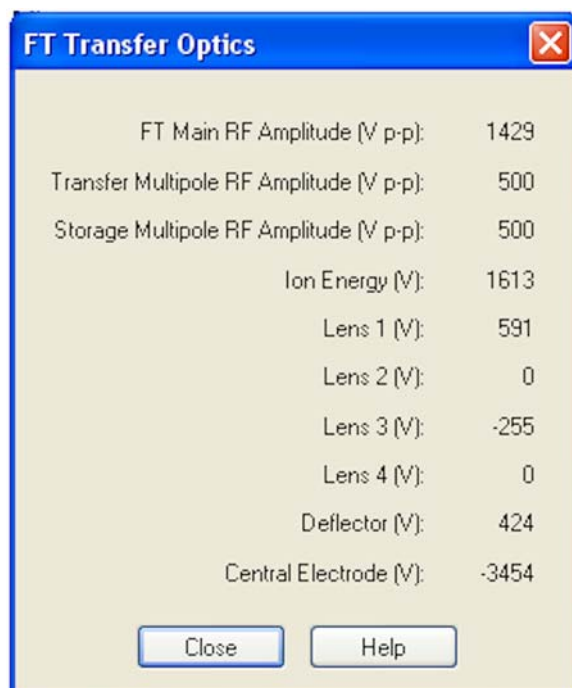 FT Transfer Optics
FT Main RF Amplitude (V p-p): 1429
Transfer Multipole RF Amplitude (V p-p): 500
Storage Multipole RF Amplitude (V p-p): 500
Ion Energy (V): 1613
Lens 1 (V): 591
Lens 2 (V): 0
Lens 3 (V): -255
Lens 4 (V): 0
Deflector (V): 424
Central Electrode (V): -3454
Close Help